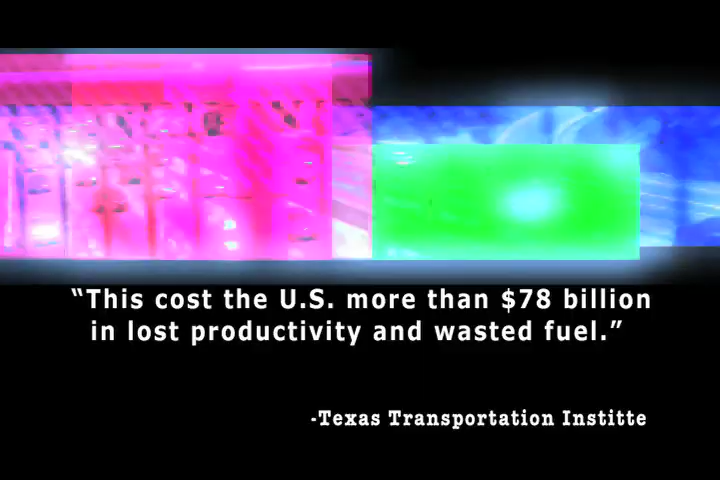 “This cost the U.S. more than $78 billion
in lost productivity and wasted fuel.”
-Texas Transportation Institte